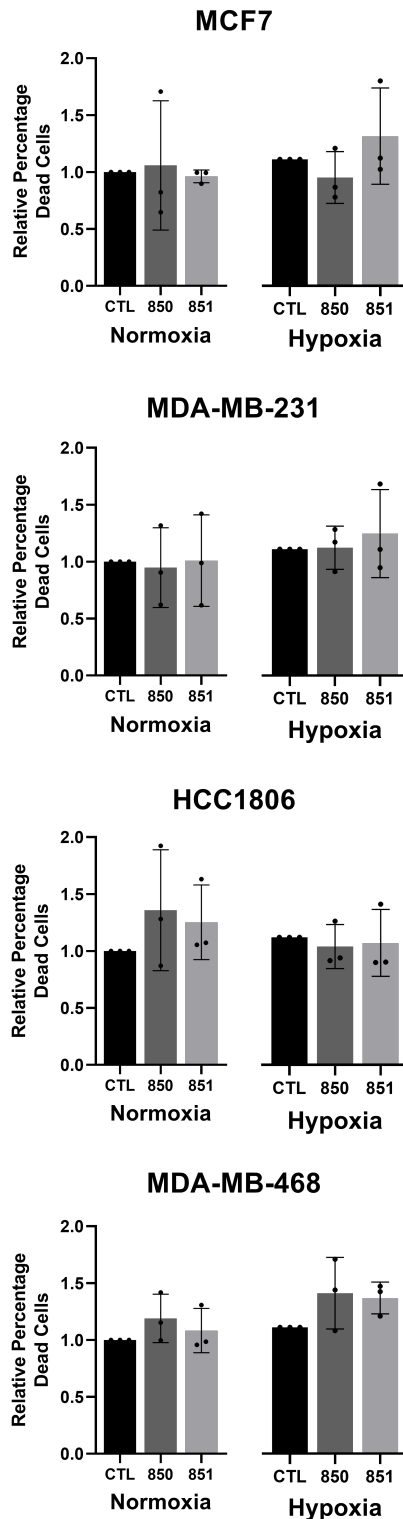 MCF7
Relative Percentage
Dead Cells
2.0
1.5
1.0
0.5
0.0
CTL 850 851 CTL 850 851
Normoxia Hypoxia
MDA-MB-231
Relative Percentage
Dead Cells
2.0
1.5
1.0
0.5
0.0
CTL 850 851 CTL 850 851
Normoxia Hypoxia
HCC1806
Relative Percentage
Dead Cells
2.0
1.5
1.0
0.5
0.0
CTL 850 851 CTL 850 851
Normoxia Hypoxia
MDA-MB-468
Relative Percentage
Dead Cells
2.0
1.5
1.0
0.5
0.0
CTL 850 851 CTL 850 851
Normoxia Hypoxia